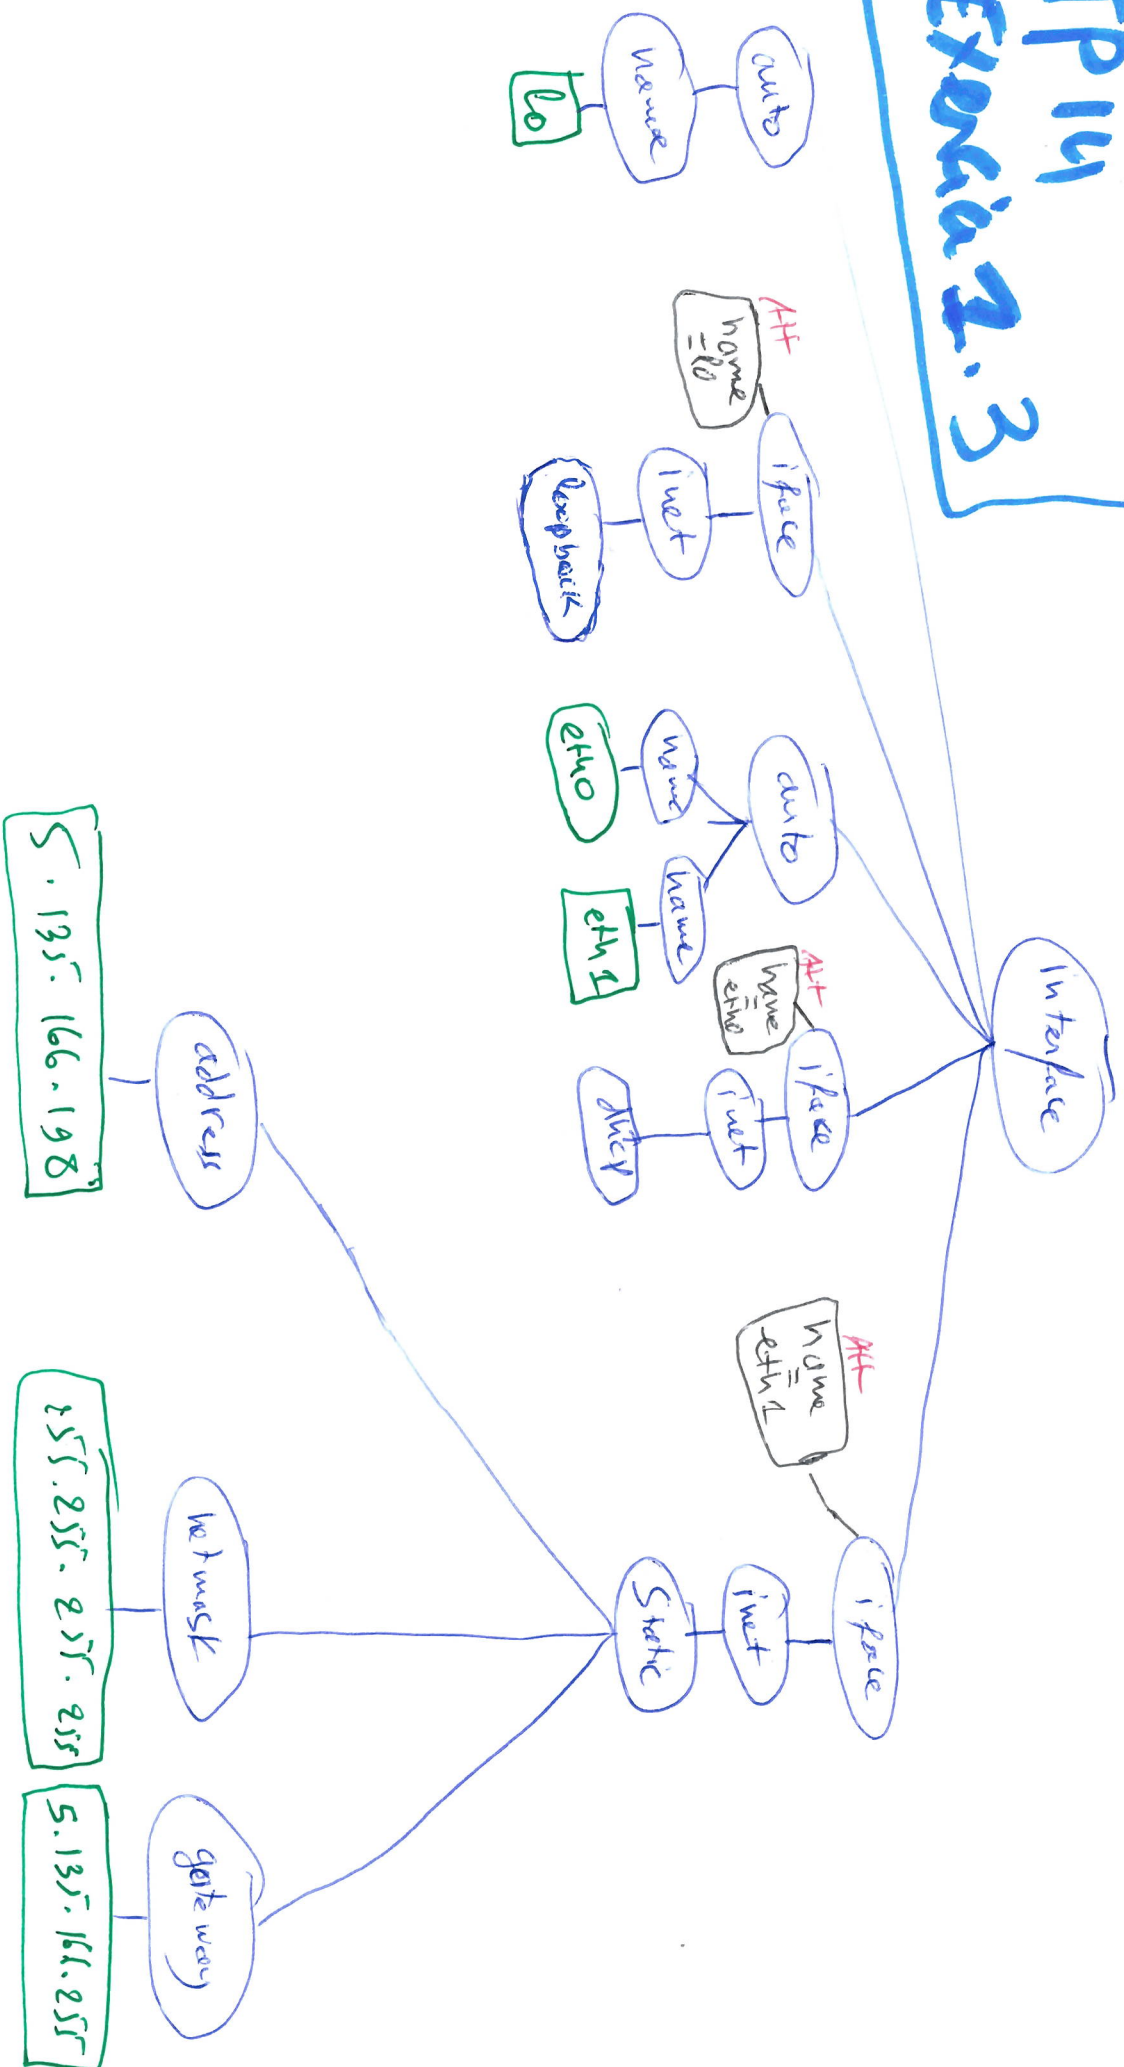 TP 14
Exercice 2.3
Interface
auto
name
lo
Att
name
=lo
iface
inet
loopback
auto
name
eth0
name
eth1
Att
name
=
eth0
iface
inet
dhcp
Att
name
=
eth1
iface
inet
Static
address
5.135.166.198
netmask
255.255.255.255
gateway
5.135.166.255